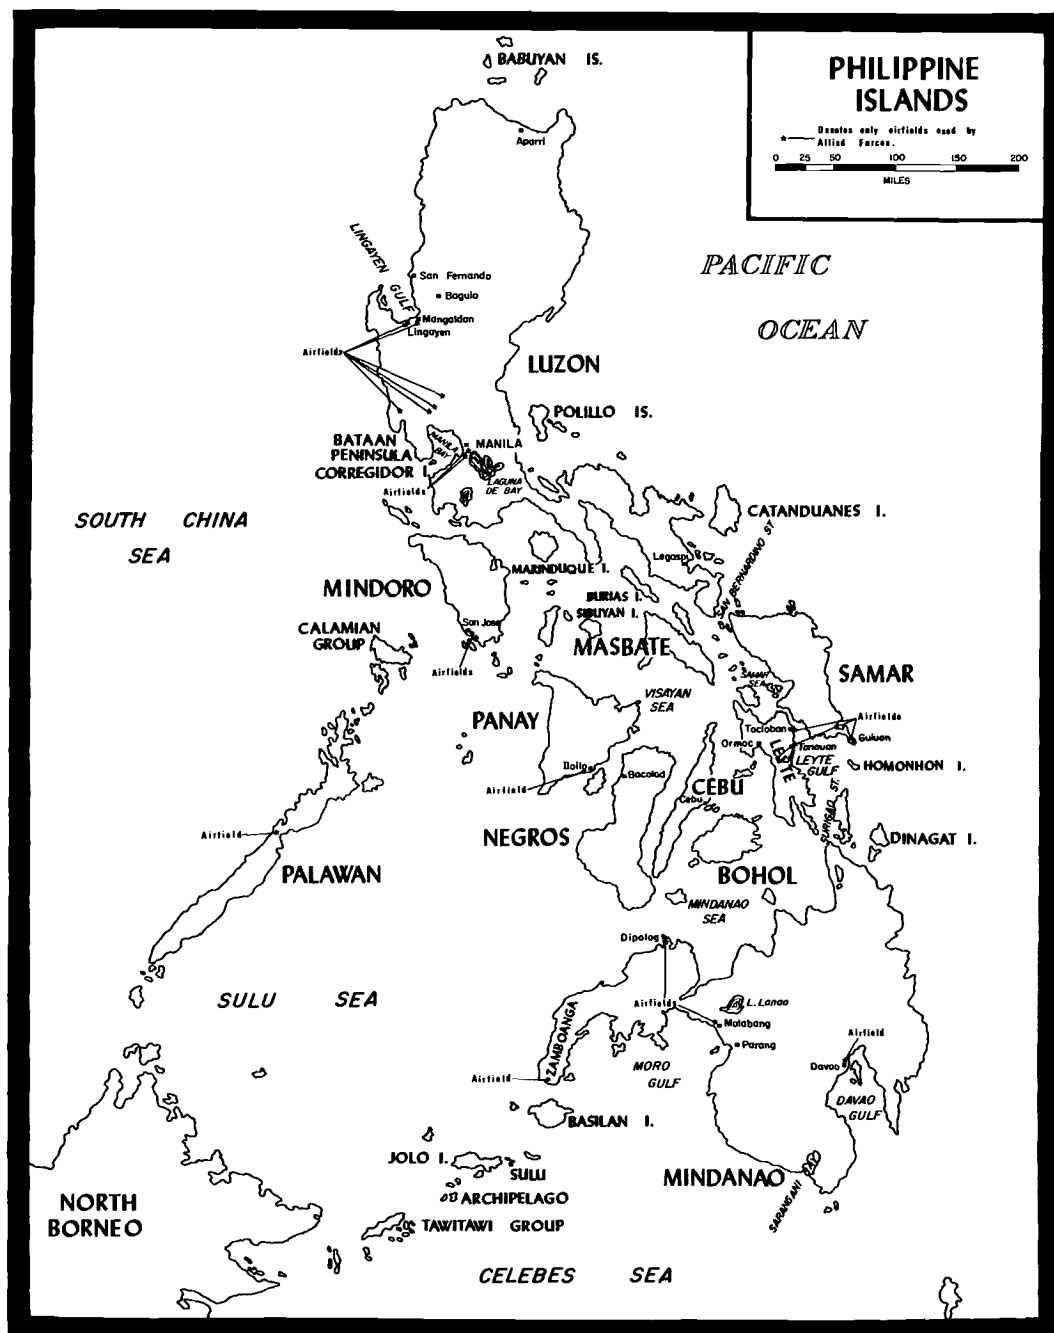 BABUYAN IS.
PHILIPPINE
ISLANDS
Denotes only airfields used by
Allied Forces.
0 25 50 100 150 200
MILES
Aparri
LINGAYEN
GULF
San Fernando
Baguio
Mangaldan
Lingayen
Airfields
PACIFIC
OCEAN
LUZON
POLILLO IS.
BATAAN
PENINSULA
CORREGIDOR I.
MANILA
BAY
MANILA
LAGUNA
DE BAY
Airfields
SOUTH CHINA
SEA
CATANDUANES I.
Legaspi
SAN BERNARDINO ST.
MARINDUQUE I.
MINDORO
BURIAS I.
SIBUYAN I.
San Jose
CALAMIAN
GROUP
MASBATE
Airfields
SAMAR
SEA
SAMAR
VISAYAN
SEA
PANAY
Airfields
Tacloban
Guiuan
Ormoc
LEYTE
Tanauan
LEYTE
GULF
HOMONHON I.
Iloilo
Bacolod
Airfield
CEBU
Cebu
SURIGAO ST.
NEGROS
DINAGAT I.
Airfield
PALAWAN
BOHOL
MINDANAO
SEA
Dipolog
SULU SEA
Airfields
L. Lanao
Malabang
Parang
Airfield
ZAMBOANGA
MORO
GULF
Davao
Airfield
DAVAO
GULF
BASILAN I.
JOLO I.
SULU
ARCHIPELAGO
MINDANAO
SARANGANI BAY
NORTH
BORNEO
TAWITAWI GROUP
CELEBES SEA